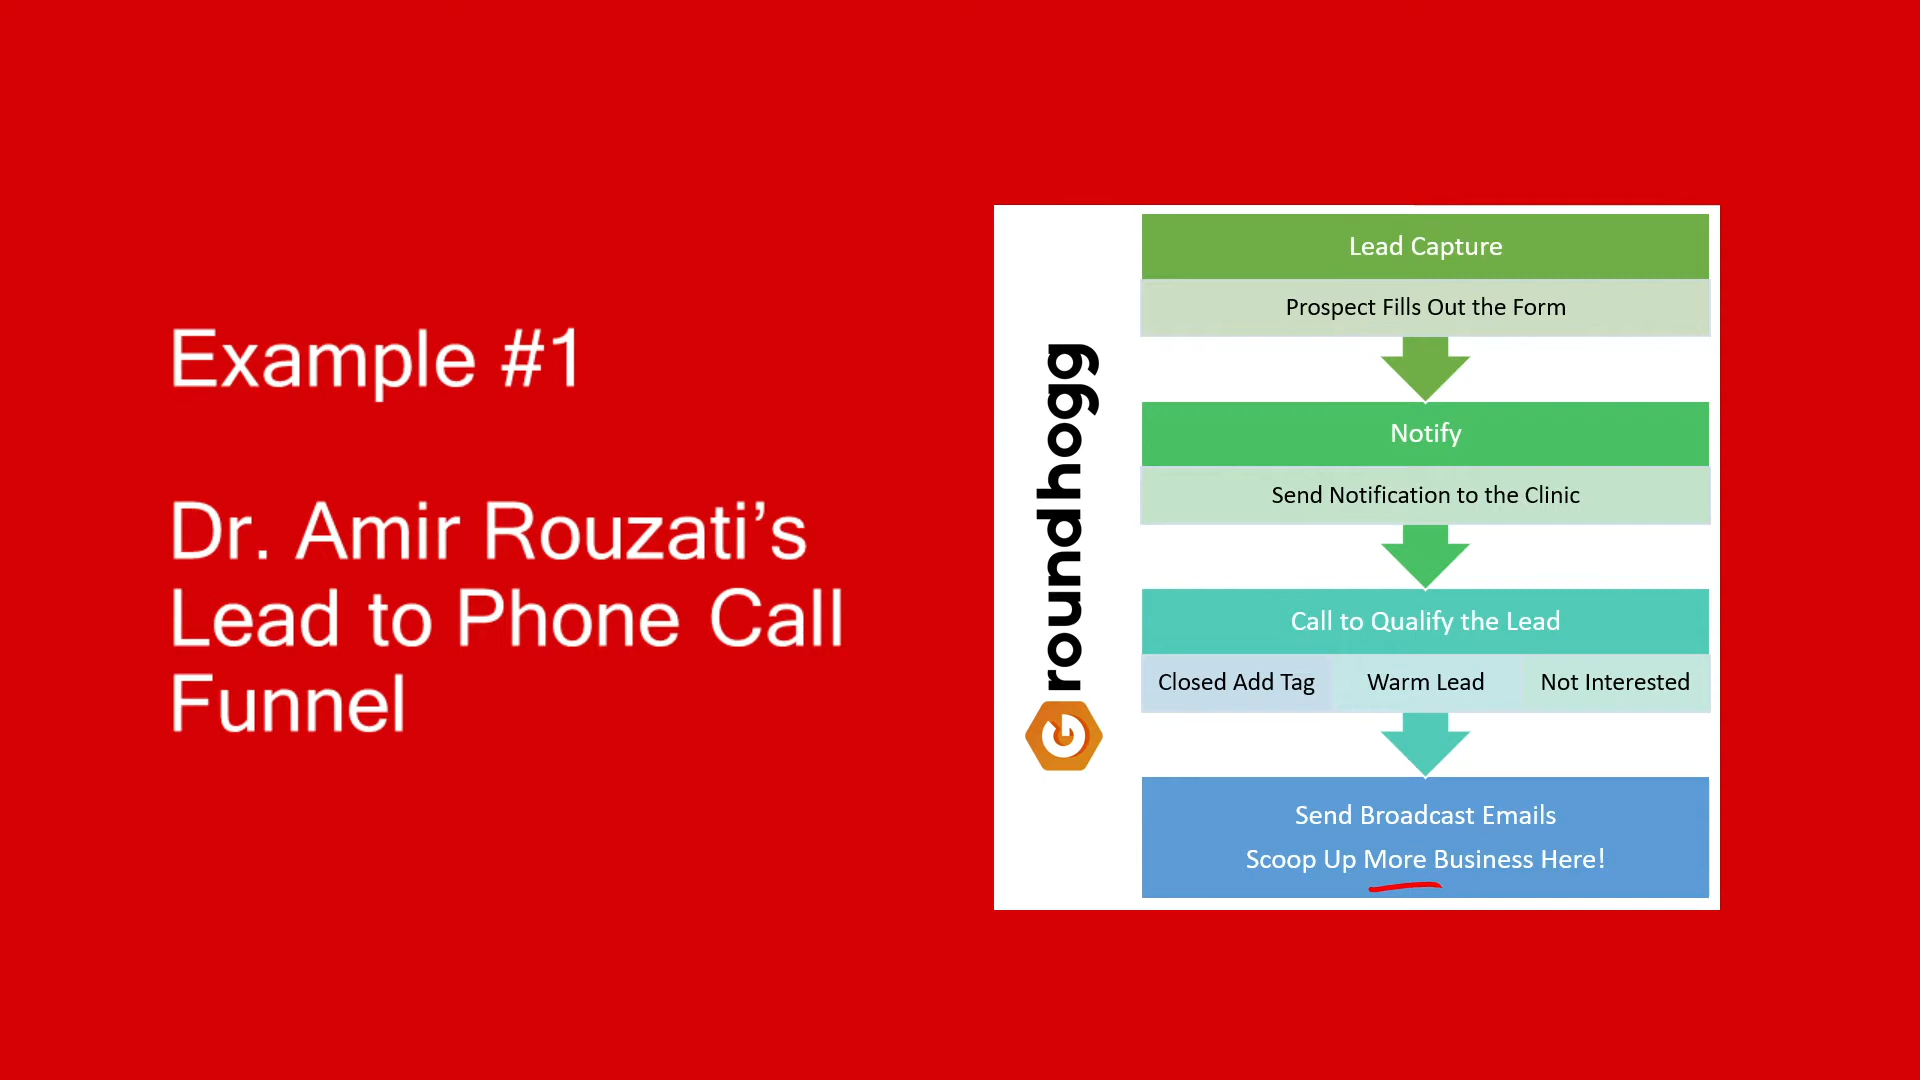 Example #1
Dr. Amir Rouzati’s
Lead to Phone Call
Funnel
roundhogg
Lead Capture
Prospect Fills Out the Form
Notify
Send Notification to the Clinic
Call to Qualify the Lead
Closed Add Tag
Warm Lead
Not Interested
Send Broadcast Emails
Scoop Up More Business Here!